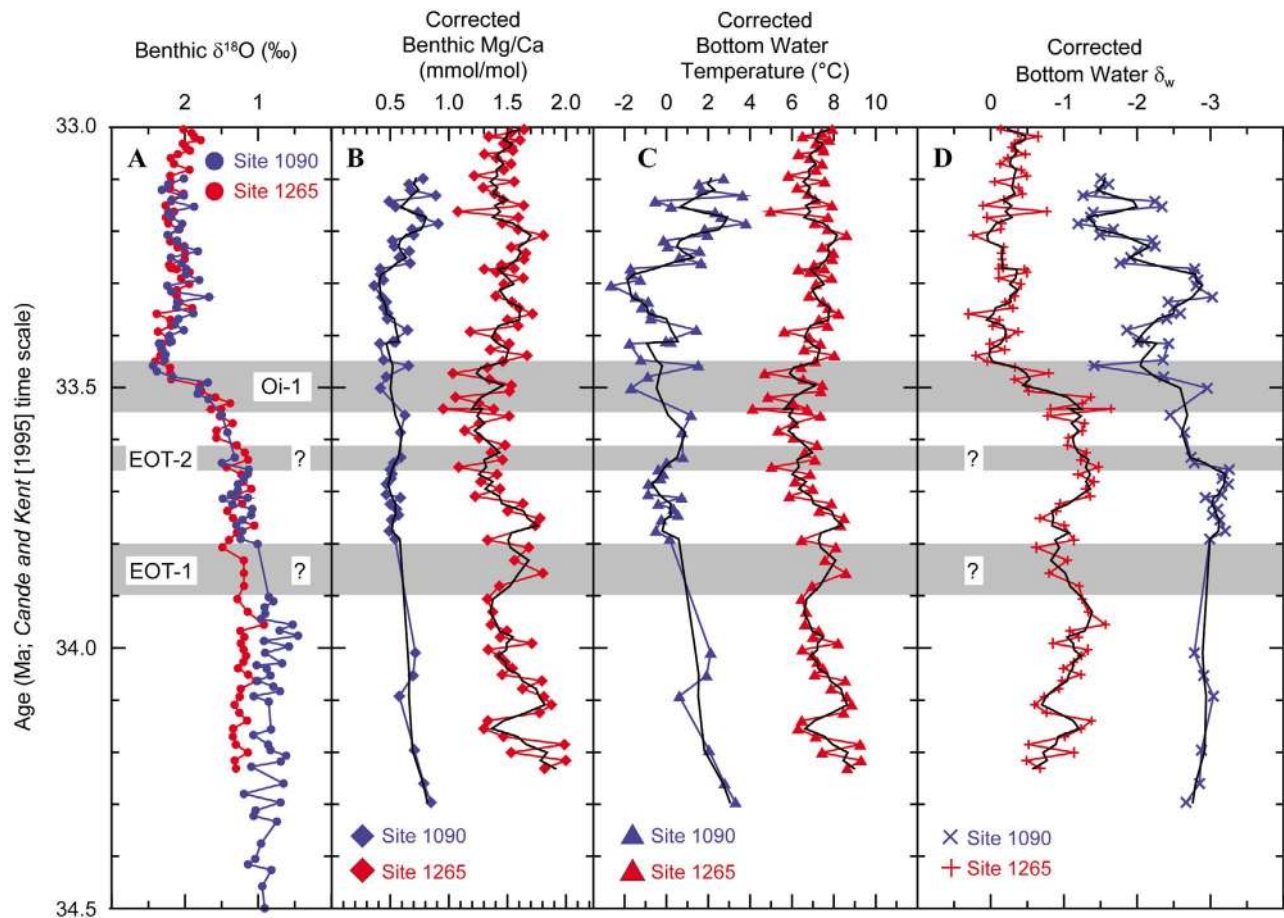 Benthic δ¹⁸O (‰)
2 1
Corrected
Benthic Mg/Ca
(mmol/mol)
0.5 1.0 1.5 2.0
Corrected
Bottom Water
Temperature (°C)
-2 0 2 4 6 8 10
Corrected
Bottom Water δw
0 -1 -2 -3
Age (Ma; Cande and Kent [1995] time scale)
33.0
33.5
34.0
34.5
A
Site 1090
Site 1265
B
C
D
Oi-1
EOT-2 ?
?
EOT-1 ?
?
Site 1090
Site 1265
Site 1090
Site 1265
Site 1090
Site 1265